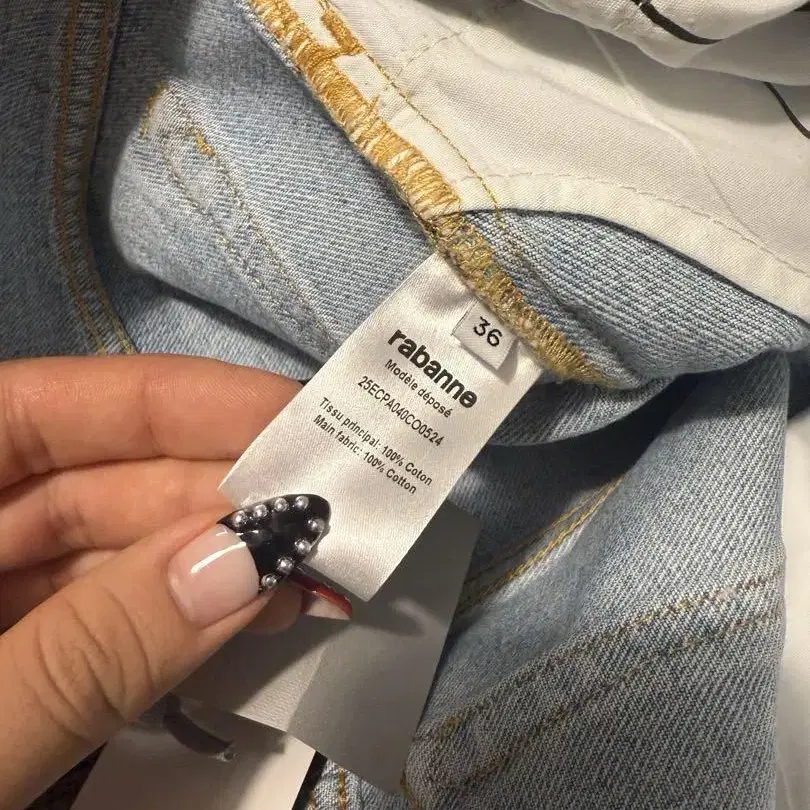 36
rabanne
Modèle déposé
25ECPA040CO0524
Tissu principal: 100% Coton
Main fabric: 100% Cotton